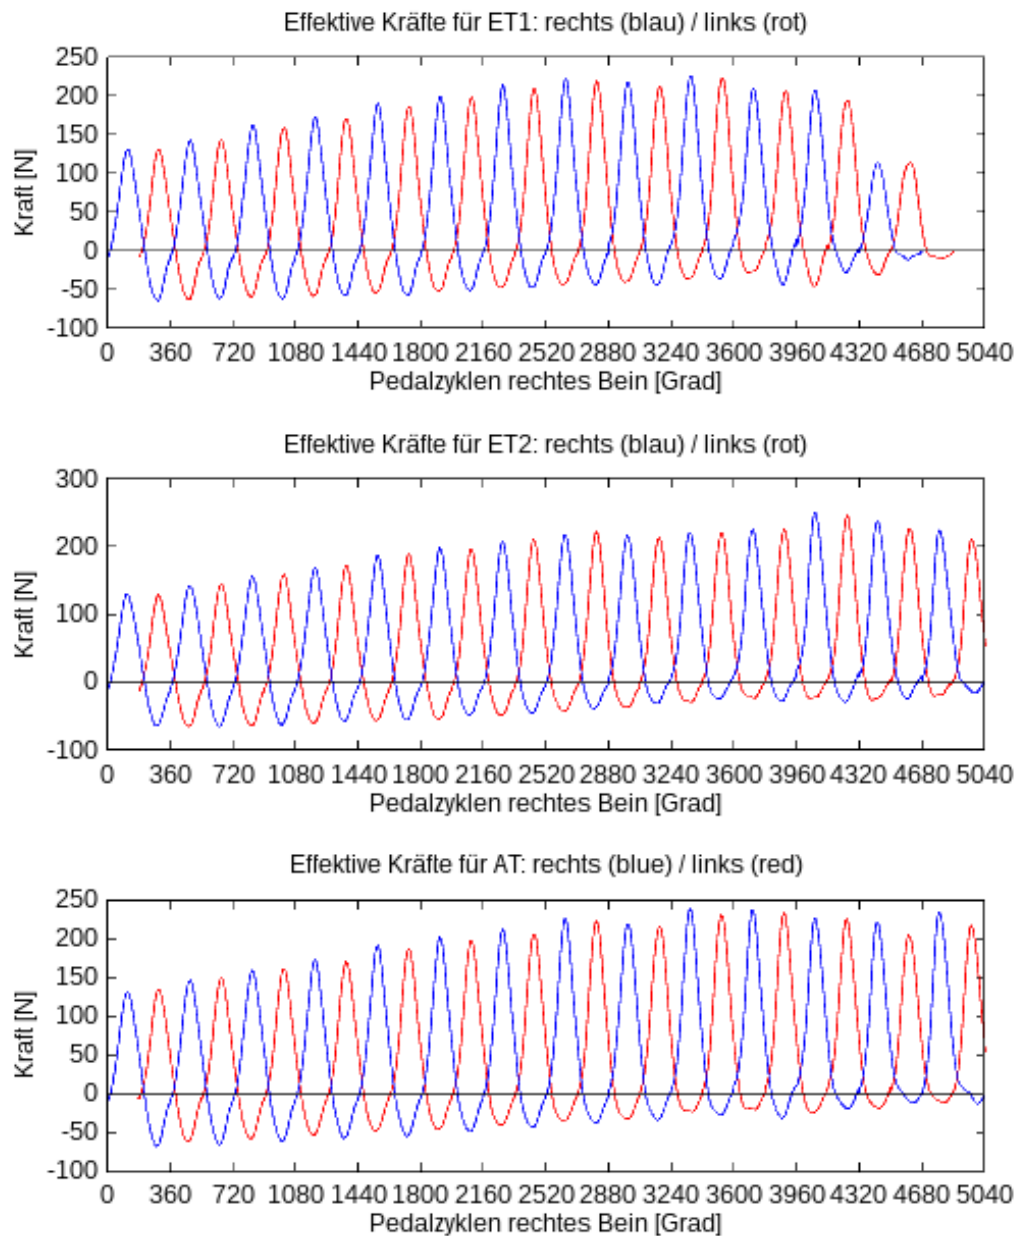 Effektive Kräfte für ET1: rechts (blau) / links (rot)
250
200
150
100
50
0
-50
-100
Kraft [N]
0 360 720 1080 1440 1800 2160 2520 2880 3240 3600 3960 4320 4680 5040
Pedalzyklen rechtes Bein [Grad]
Effektive Kräfte für ET2: rechts (blau) / links (rot)
300
200
100
0
-100
Kraft [N]
0 360 720 1080 1440 1800 2160 2520 2880 3240 3600 3960 4320 4680 5040
Pedalzyklen rechtes Bein [Grad]
Effektive Kräfte für AT: rechts (blue) / links (red)
250
200
150
100
50
0
-50
-100
Kraft [N]
0 360 720 1080 1440 1800 2160 2520 2880 3240 3600 3960 4320 4680 5040
Pedalzyklen rechtes Bein [Grad]